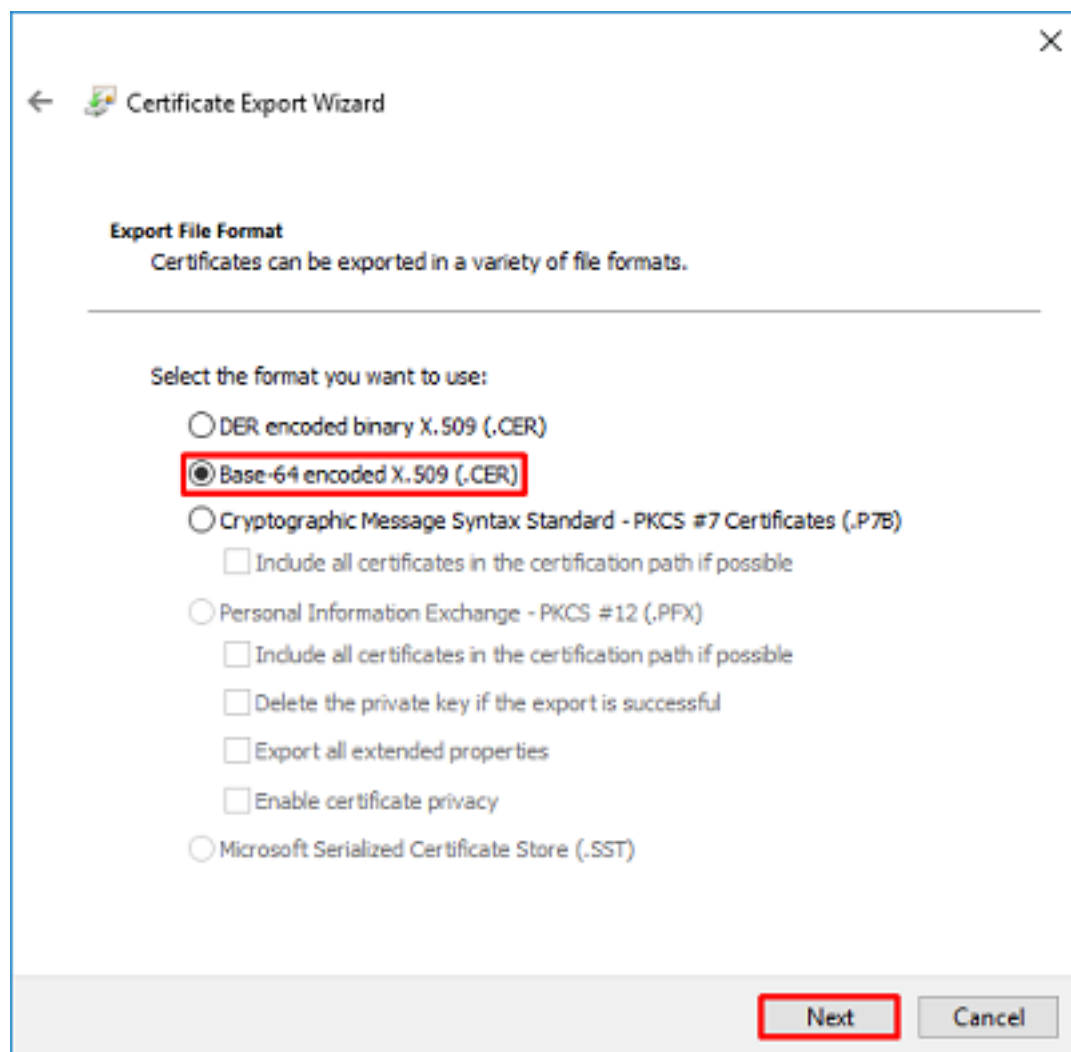 Certificate Export Wizard
Export File Format
Certificates can be exported in a variety of file formats.
Select the format you want to use:
DER encoded binary X.509 (.CER)
Base-64 encoded X.509 (.CER)
Cryptographic Message Syntax Standard - PKCS #7 Certificates (.P7B)
Include all certificates in the certification path if possible
Personal Information Exchange - PKCS #12 (.PFX)
Include all certificates in the certification path if possible
Delete the private key if the export is successful
Export all extended properties
Enable certificate privacy
Microsoft Serialized Certificate Store (.SST)
Next Cancel